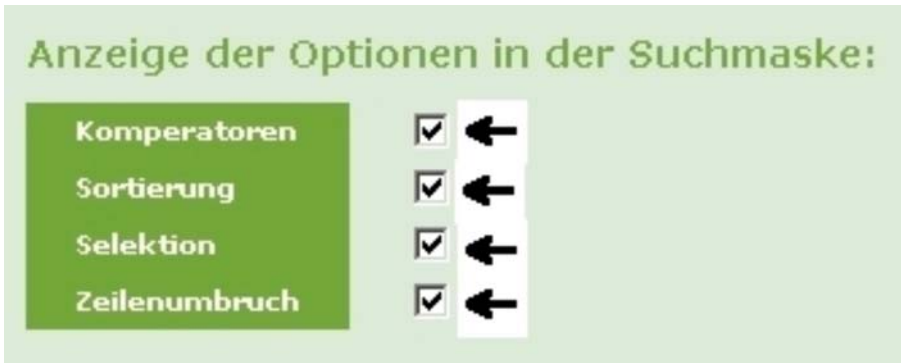 Anzeige der Optionen in der Suchmaske:
Komperatoren
Sortierung
Selektion
Zeilenumbruch